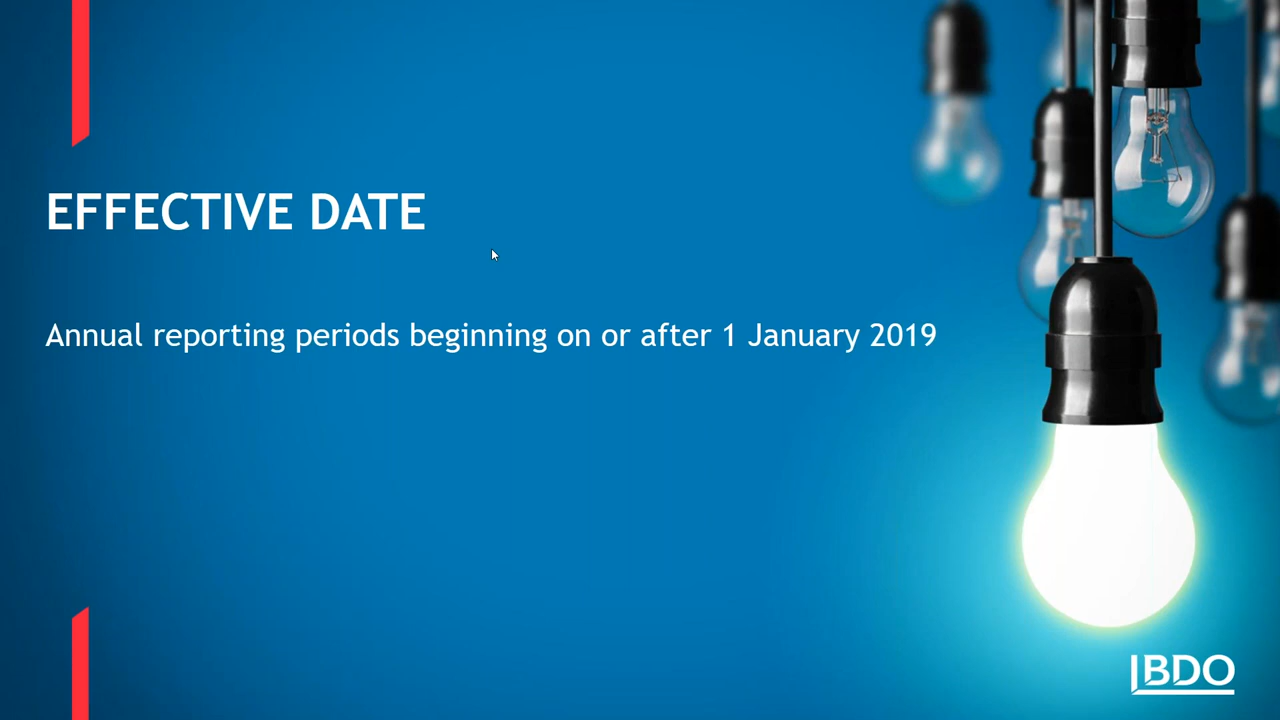 EFFECTIVE DATE
Annual reporting periods beginning on or after 1 January 2019
BDO